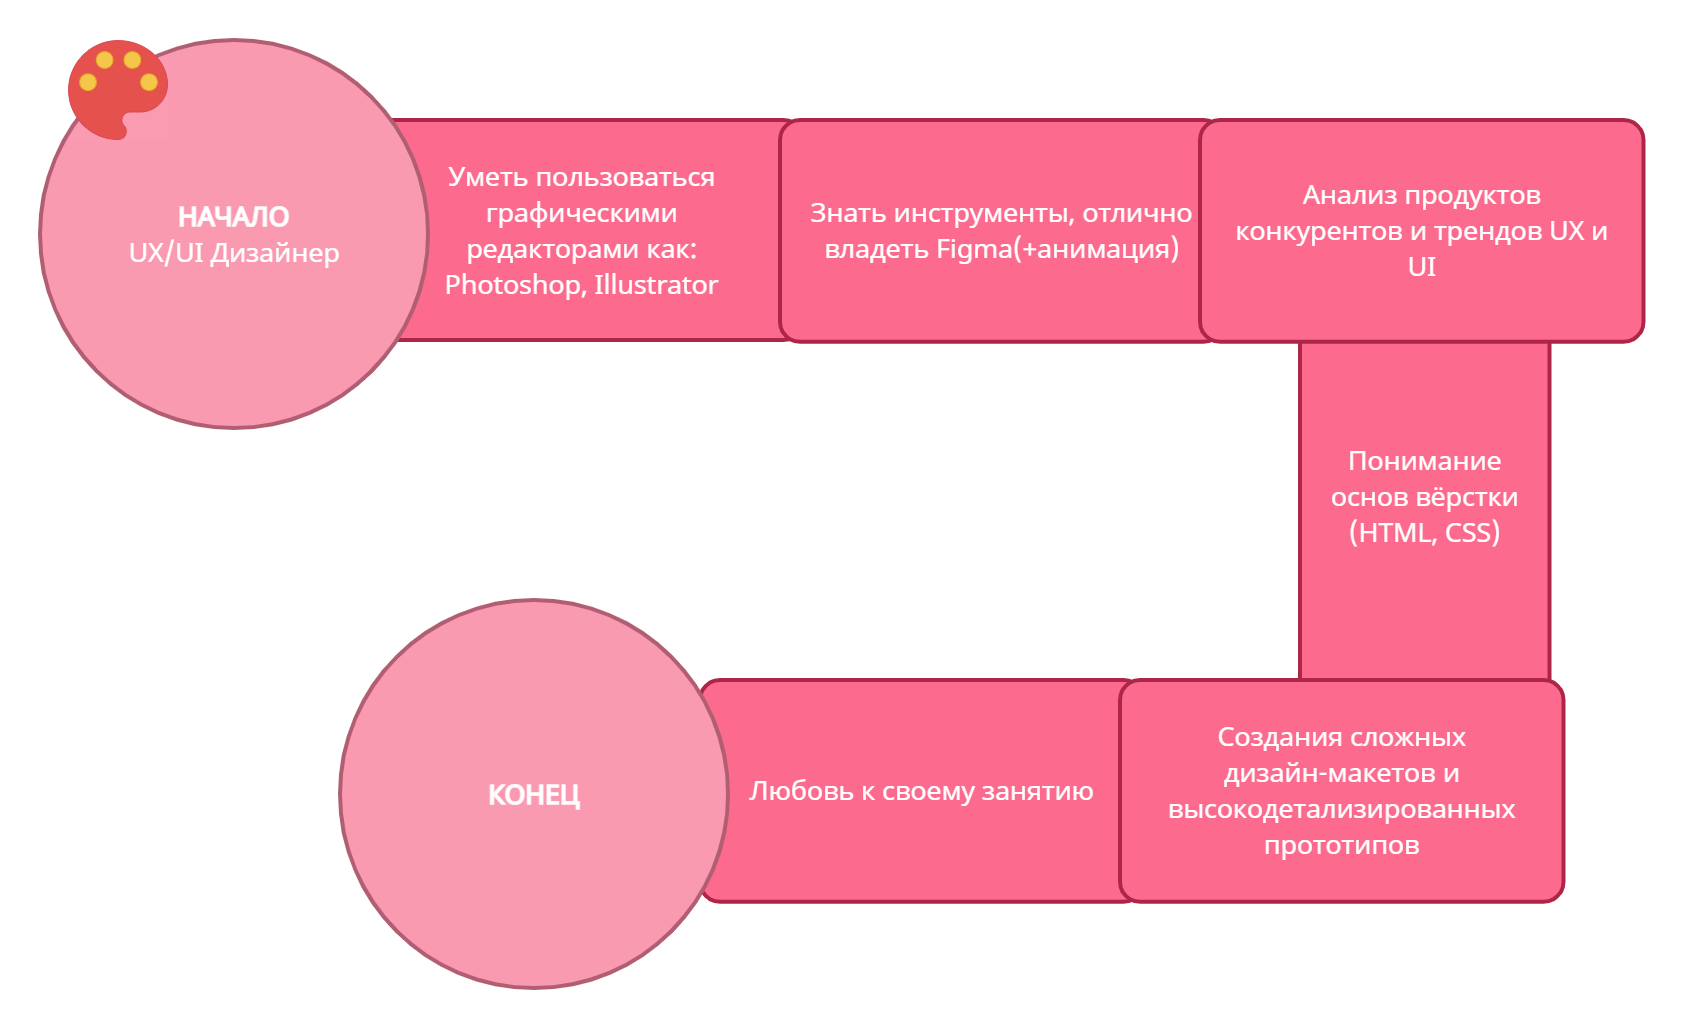 НАЧАЛО
UX/UI Дизайнер
Уметь пользоваться
графическими
редакторами как:
Photoshop, Illustrator
Знать инструменты, отлично
владеть Figma(+анимация)
Анализ продуктов
конкурентов и трендов UX и
UI
Понимание
основ вёрстки
(HTML, CSS)
Создания сложных
дизайн-макетов и
высокодетализированных
прототипов
Любовь к своему занятию
КОНЕЦ